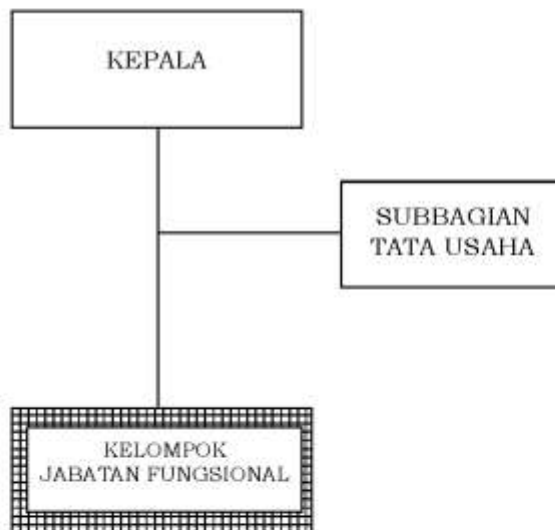 KEPALA
SUBBAGIAN
TATA USAHA
KELOMPOK
JABATAN FUNGSIONAL